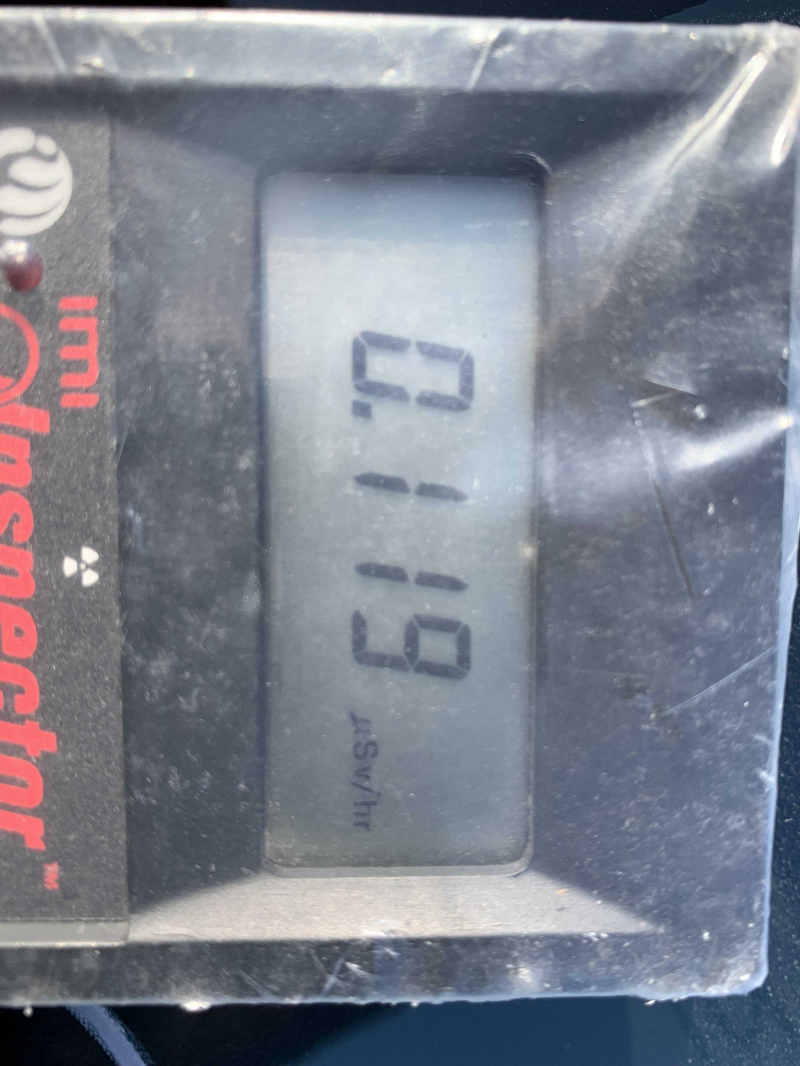 0.119 µSv/hr
imi
Inspector™